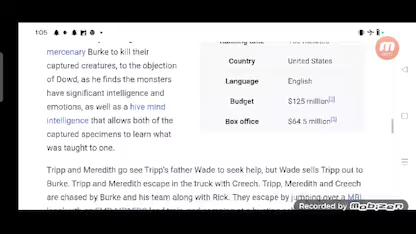 1:05
mercenary Burke to kill their
captured creatures, to the objection
of Dowd, as he finds the monsters
have significant intelligence and
emotions, as well as a hive mind
intelligence that allows both of
the captured specimens to learn what
was taught to one.
Country United States
Language English
Budget $125 million[2]
Box office $64.5 million
Tripp and Meredith go see Tripp's father Wade to seek help, but Wade sells Tripp out to
Burke. Tripp and Meredith escape in the truck with Creech. Tripp, Meredith and Creech
are chased by Burke and his team along with Rick. They escape by jumping over a
Recorded by Mobizen